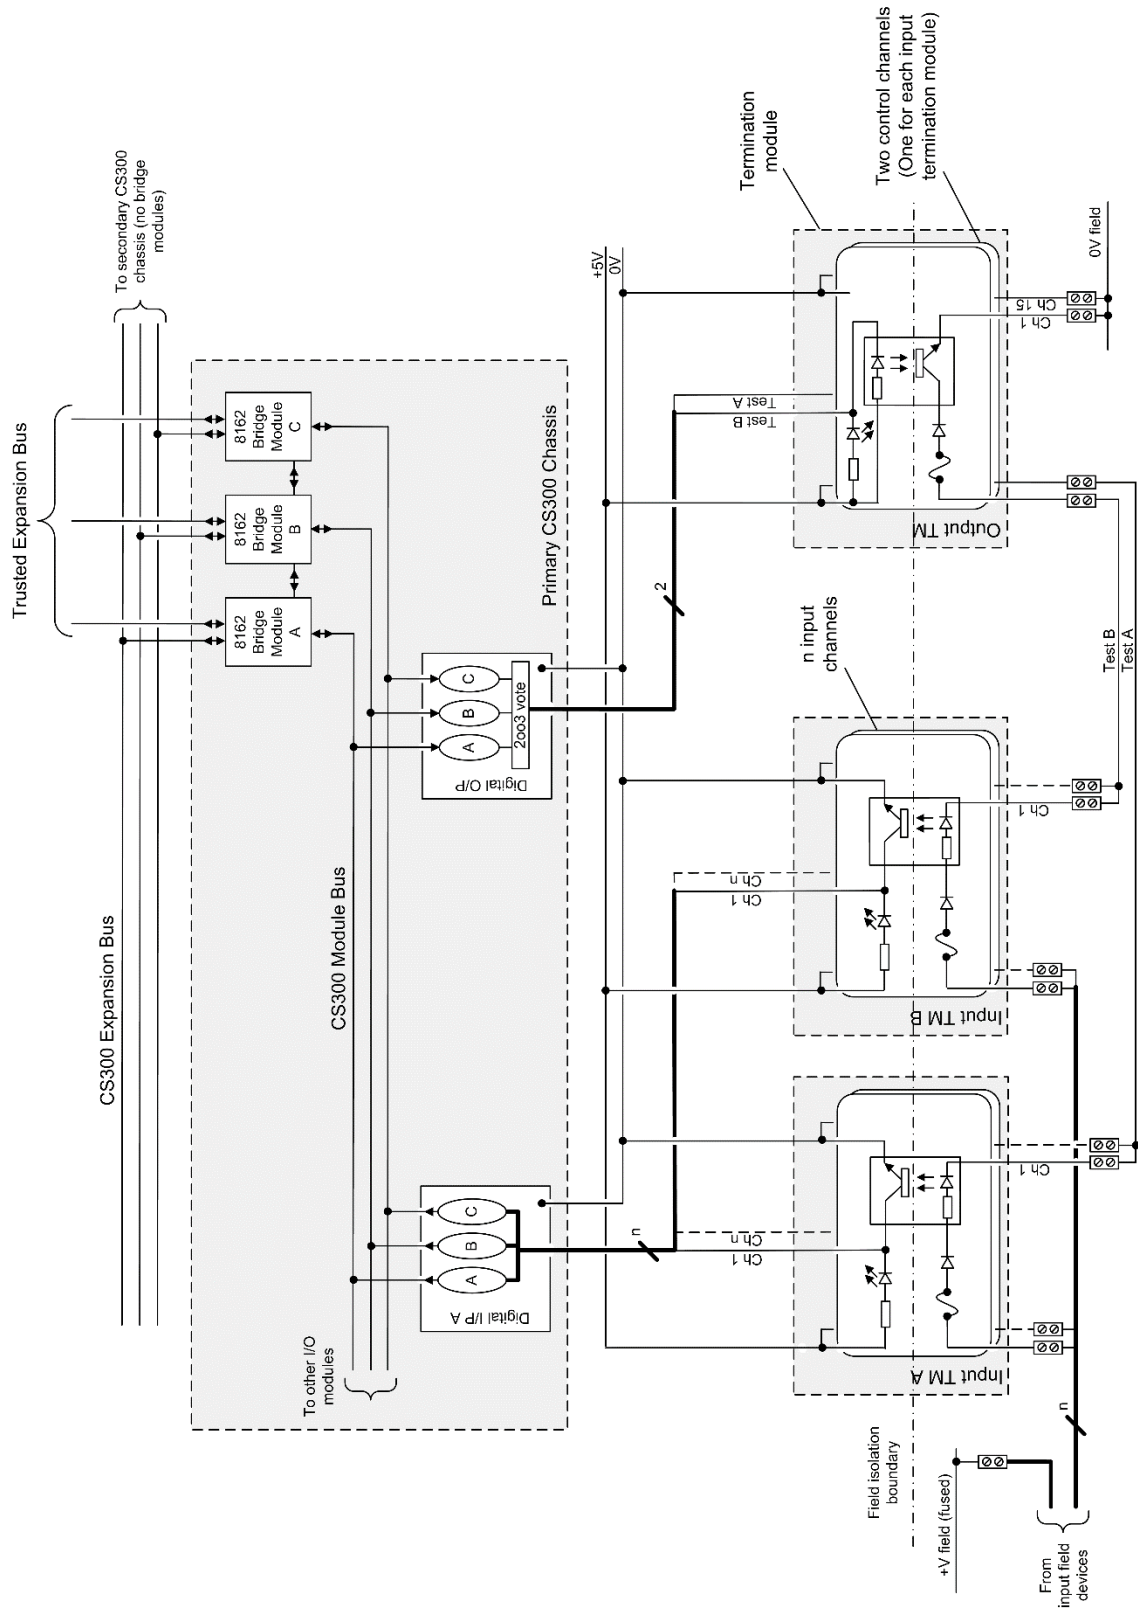 Trusted Expansion Bus
To secondary CS300
chassis (no bridge
modules)
CS300 Expansion Bus
8162
Bridge
Module
A
8162
Bridge
Module
B
8162
Bridge
Module
C
Primary CS300 Chassis
CS300 Module Bus
To other I/O
modules
Digital I/P A
A
B
C
Digital O/P
A
B
C
2oo3 vote
n
2
+5V
0V
Ch 1
Ch n
Ch 1
Ch n
Test B
Test A
Termination
module
Two control channels
(One for each input
termination module)
n input
channels
Input TM A
Input TM B
Output TM
Field isolation
boundary
Ch 1
Ch 1
Ch 1
Ch 15
0V field
Test B
Test A
+V field (fused)
n
From
input field
devices